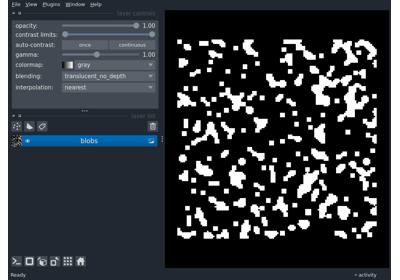 File View Plugins Window Help
layer controls
opacity: 1.00
contrast limits:
auto-contrast: once continuous
gamma: 1.00
colormap: gray
blending: translucent_no_depth
interpolation: nearest
layer list
blobs
Ready activity